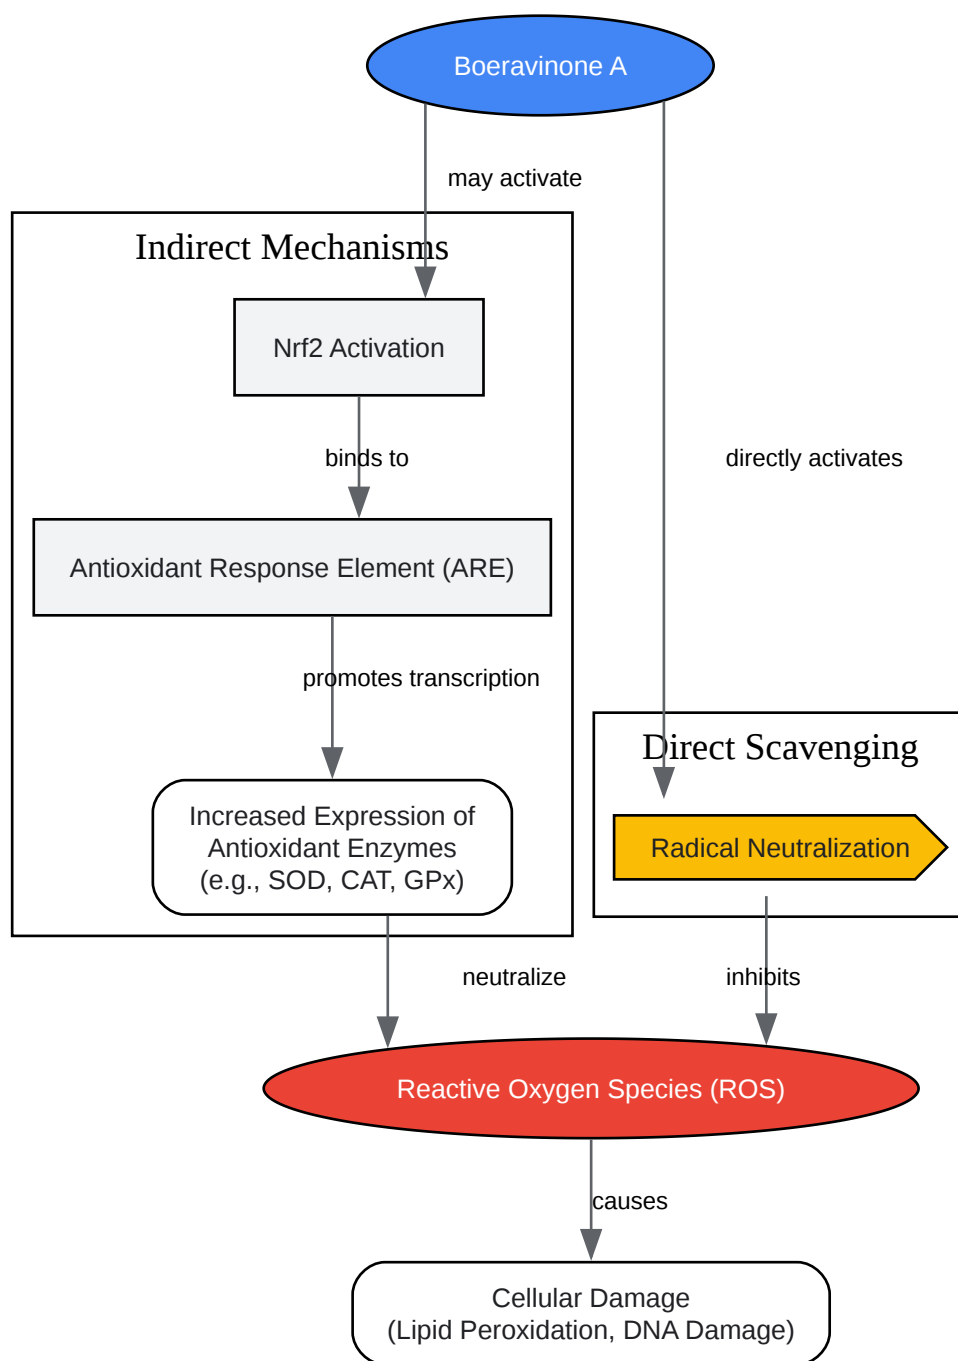 Boeravinone A
may activate
Indirect Mechanisms
Nrf2 Activation
binds to
directly activates
Antioxidant Response Element (ARE)
promotes transcription
Direct Scavenging
Increased Expression of
Antioxidant Enzymes
(e.g., SOD, CAT, GPx)
Radical Neutralization
neutralize
inhibits
Reactive Oxygen Species (ROS)
causes
Cellular Damage
(Lipid Peroxidation, DNA Damage)